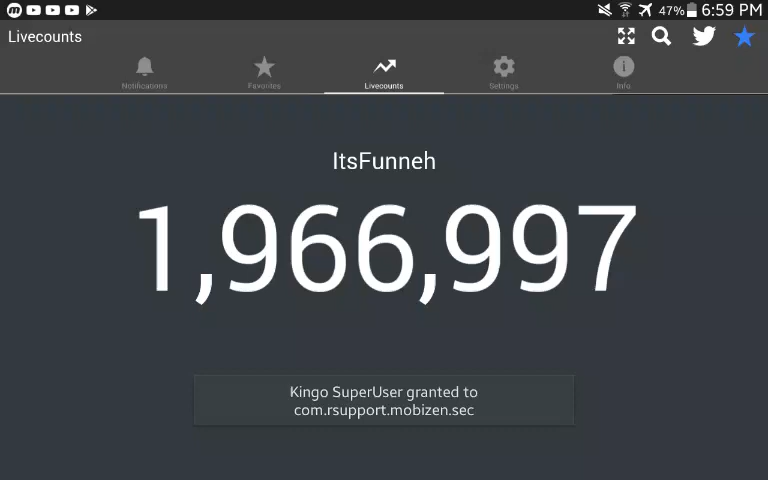 47% 6:59 PM
Livecounts
Notifications Favorites Livecounts Settings Info
ItsFunneh
1,966,997
Kingo SuperUser granted to
com.rsupport.mobizen.sec